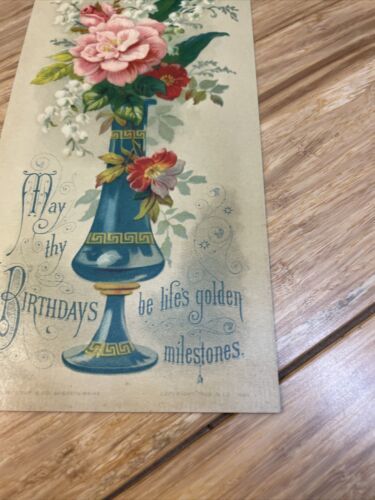 May
thy
BIRTHDAYS
be life's golden
milestones.